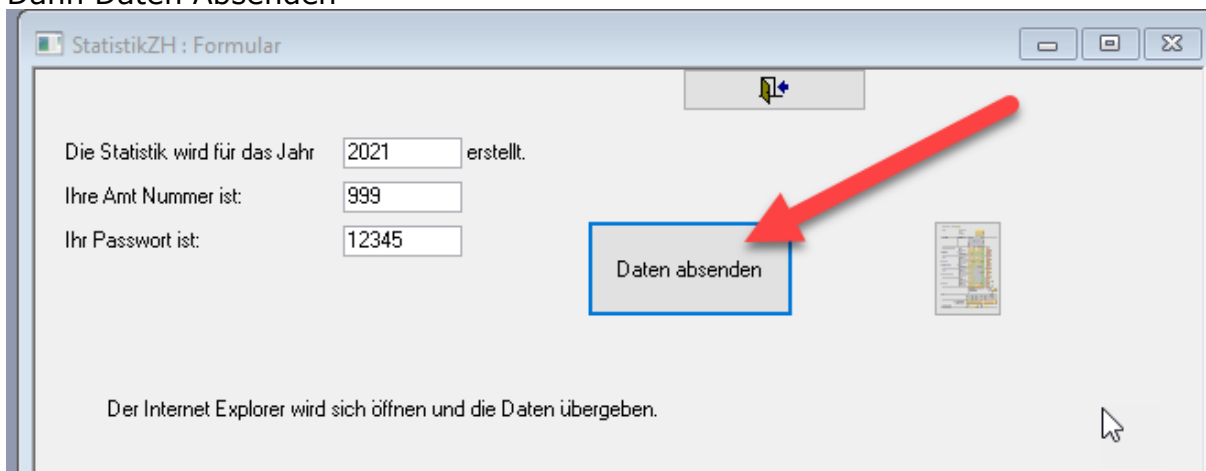 Dann Daten Absenden
StatistikZH : Formular
Die Statistik wird für das Jahr 2021 erstellt.
Ihre Amt Nummer ist: 999
Ihr Passwort ist: 12345
Daten absenden
Der Internet Explorer wird sich öffnen und die Daten übergeben.